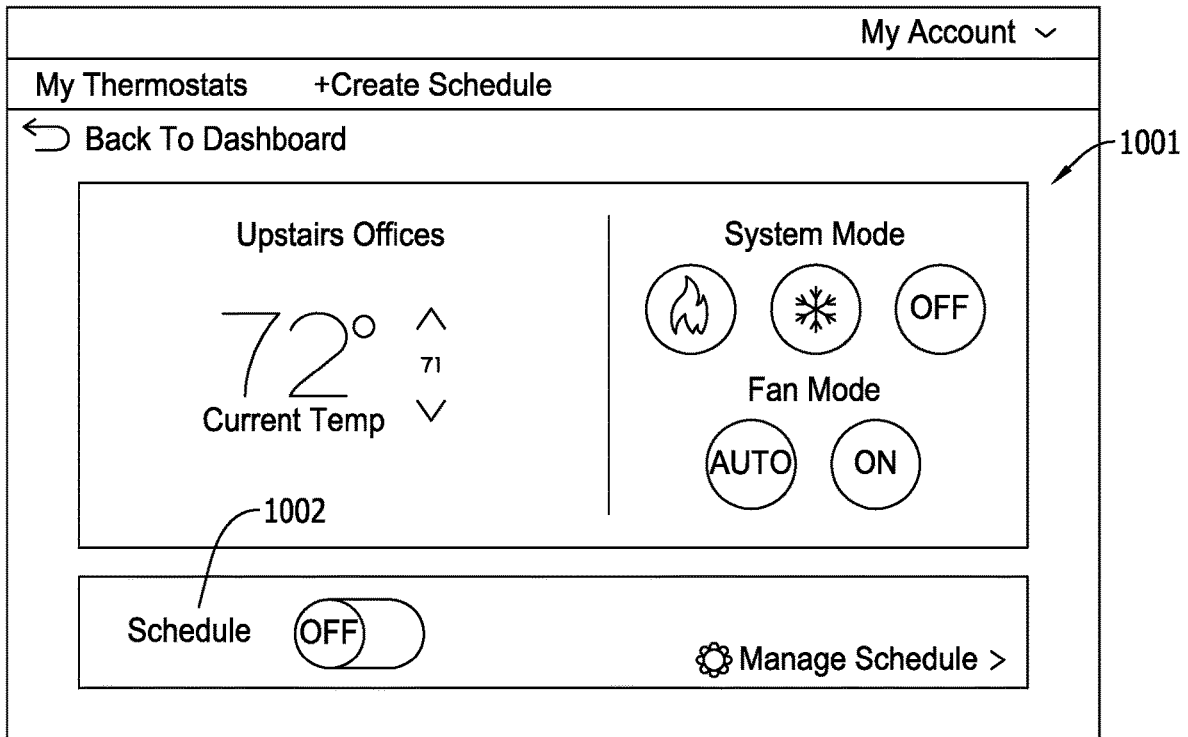 My Account
My Thermostats +Create Schedule
Back To Dashboard
1001
Upstairs Offices
System Mode
72°
71
OFF
Current Temp
Fan Mode
AUTO ON
1002
Schedule OFF
Manage Schedule >